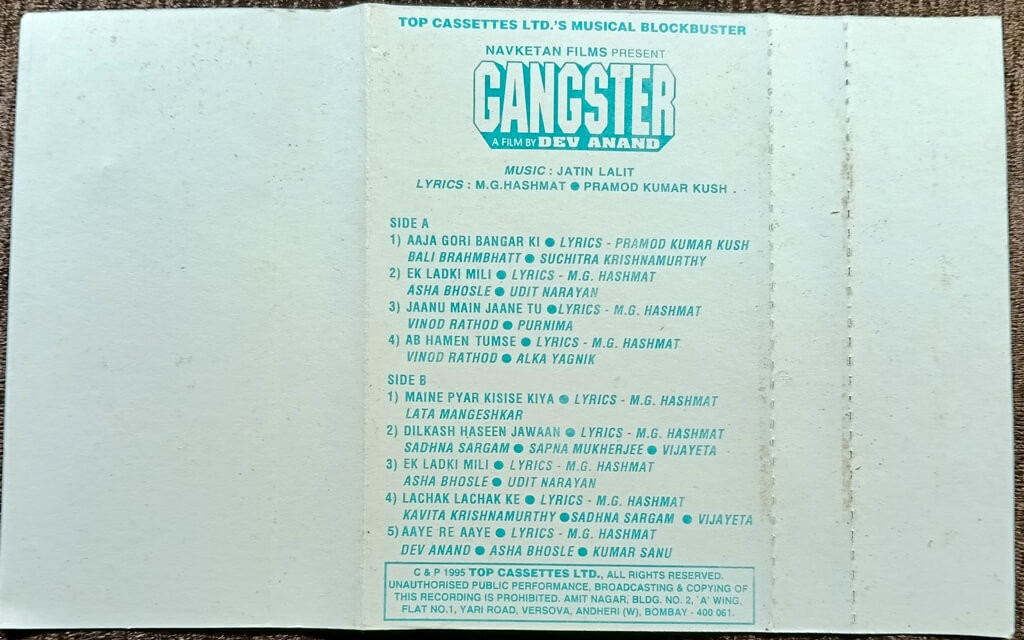 TOP CASSETTES LTD.'S MUSICAL BLOCKBUSTER
NAVKETAN FILMS PRESENT
GANGSTER
A FILM BY DEV ANAND
MUSIC : JATIN LALIT
LYRICS : M.G.HASHMAT ● PRAMOD KUMAR KUSH .
SIDE A
1) AAJA GORI BANGAR KI ● LYRICS - PRAMOD KUMAR KUSH
BALI BRAHMBHATT ● SUCHITRA KRISHNAMURTHY
2) EK LADKI MILI ● LYRICS - M.G. HASHMAT
ASHA BHOSLE ● UDIT NARAYAN
3) JAANU MAIN JAANE TU ●LYRICS - M.G. HASHMAT
VINOD RATHOD ● PURNIMA
4) AB HAMEN TUMSE ● LYRICS - M.G. HASHMAT
VINOD RATHOD ● ALKA YAGNIK
SIDE B
1) MAINE PYAR KISISE KIYA ● LYRICS - M.G. HASHMAT
LATA MANGESHKAR
2) DILKASH HASEEN JAWAAN ● LYRICS - M.G. HASHMAT
SADHNA SARGAM ● SAPNA MUKHERJEE ● VIJAYETA
3) EK LADKI MILI ● LYRICS - M.G. HASHMAT
ASHA BHOSLE ● UDIT NARAYAN
4) LACHAK LACHAK KE ● LYRICS - M.G. HASHMAT
KAVITA KRISHNAMURTHY ●SADHNA SARGAM ● VIJAYETA
5) AAYE RE AAYE ● LYRICS - M.G. HASHMAT
DEV ANAND ● ASHA BHOSLE ● KUMAR SANU
C & P 1995 TOP CASSETTES LTD., ALL RIGHTS RESERVED.
UNAUTHORISED PUBLIC PERFORMANCE, BROADCASTING & COPYING OF
THIS RECORDING IS PROHIBITED. AMIT NAGAR, BLDG. NO. 2, 'A' WING,
FLAT NO.1, YARI ROAD, VERSOVA, ANDHERI (W), BOMBAY - 400 061.